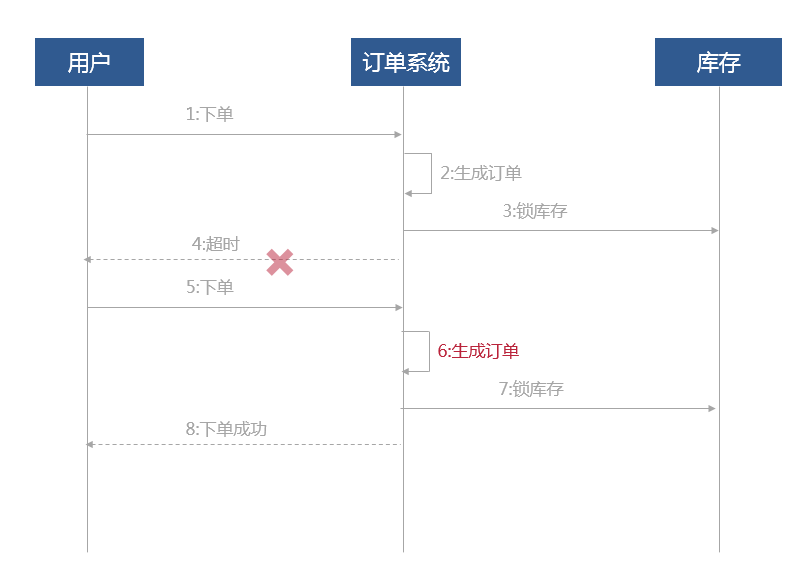 用户
订单系统
库存
1:下单
2:生成订单
3:锁库存
4:超时
5:下单
6:生成订单
7:锁库存
8:下单成功